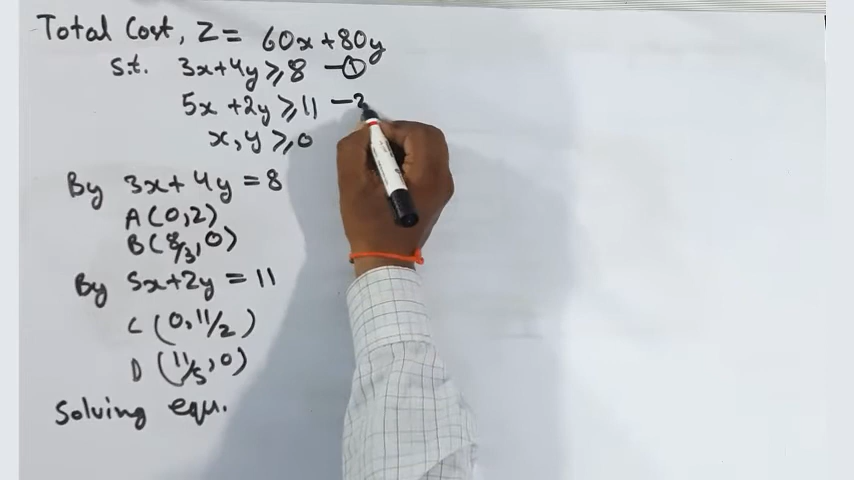 Total Cost, Z = 60x+80y
S.t. 3x+4y ≥ 8 —①
5x +2y ≥ 11 —2
x, y ≥ 0
By 3x+4y = 8
A(0,2)
B(8/3, 0)
By 5x+2y = 11
C (0, 11/2)
D (11/5, 0)
Solving equ.